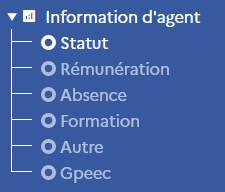 Information d'agent
Statut
Rémunération
Absence
Formation
Autre
Gpeec